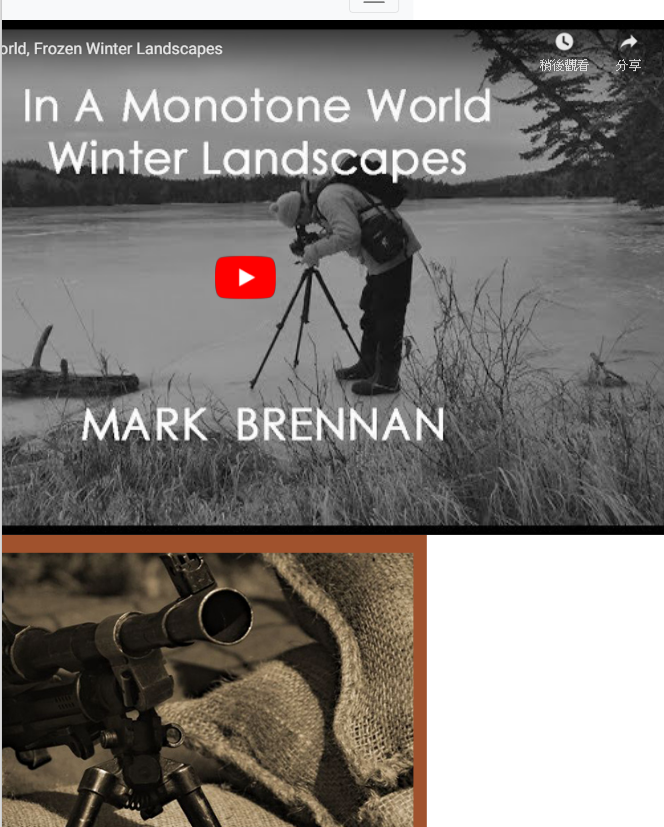 orld, Frozen Winter Landscapes
稍後觀看
分享
In A Monotone World
Winter Landscapes
MARK BRENNAN